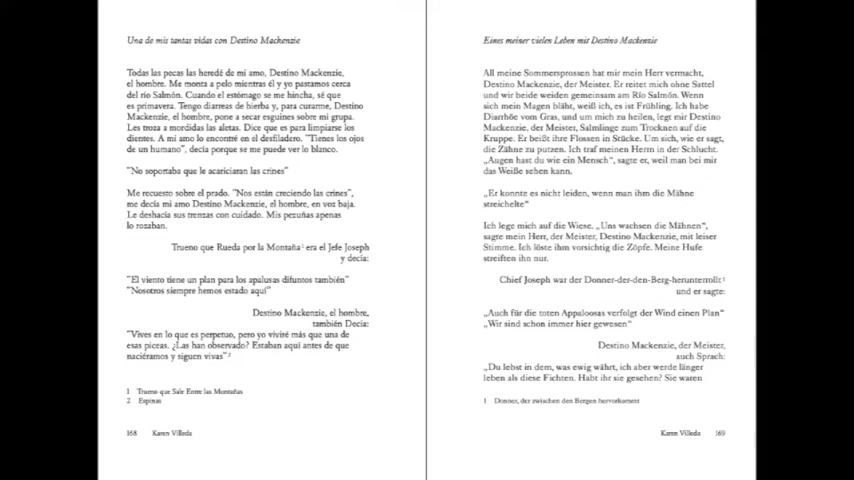 Una de mis tantas vidas con Destino Mackenzie
Todas las pecas las heredé de mi amo, Destino Mackenzie,
el hombre. Me monta a pelo mientras él y yo pastamos cerca
del río Salmón. Cuando el estómago se me hincha, sé que
es primavera. Tengo diarreas de hierba y, para curarme, Destino
Mackenzie, el hombre, pone a secar esguines sobre mi grupa.
Les troza a mordidas las aletas. Dice que es para limpiarse los
dientes. A mi amo lo encontré en el desfiladero. "Tienes los ojos
de un humano", decía porque se me puede ver lo blanco.
"No soportaba que le acariciaran las crines"
Me recuesto sobre el prado. "Nos están creciendo las crines",
me decía mi amo Destino Mackenzie, el hombre, en voz baja.
Le deshacía sus trenzas con cuidado. Mis pezuñas apenas
lo rozaban.
Trueno que Rueda por la Montaña¹ era el Jefe Joseph
y decía:
"El viento tiene un plan para los apalusas difuntos también"
"Nosotros siempre hemos estado aquí"
Destino Mackenzie, el hombre,
también Decía:
"Vives en lo que es perpetuo, pero yo viviré más que una de
esas píceas. ¿Las han observado? Estaban aquí antes de que
naciéramos y siguen vivas"²
1 Trueno que Sale Entre las Montañas
2 Espinas
168 Karen Villeda
Eines meiner vielen Leben mit Destino Mackenzie
All meine Sommersprossen hat mir mein Herr vermacht,
Destino Mackenzie, der Meister. Er reitet mich ohne Sattel
und wir beide weiden gemeinsam am Río Salmón. Wenn
sich mein Magen bläht, weiß ich, es ist Frühling. Ich habe
Diarrhöe vom Gras, und um mich zu heilen, legt mir Destino
Mackenzie, der Meister, Salmlinge zum Trocknen auf die
Kruppe. Er beißt ihre Flossen in Stücke. Um sich, wie er sagt,
die Zähne zu putzen. Ich traf meinen Herrn in der Schlucht.
„Augen hast du wie ein Mensch“, sagte er, weil man bei mir
das Weiße sehen kann.
„Er konnte es nicht leiden, wenn man ihm die Mähne
streichelte“
Ich lege mich auf die Wiese. „Uns wachsen die Mähnen“,
sagte mein Herr, der Meister, Destino Mackenzie, mit leiser
Stimme. Ich löste ihm vorsichtig die Zöpfe. Meine Hufe
streiften ihn nur.
Chief Joseph war der Donner-der-den-Berg-herunterrollt¹
und er sagte:
„Auch für die toten Appaloosas verfolgt der Wind einen Plan“
„Wir sind schon immer hier gewesen“
Destino Mackenzie, der Meister,
auch Sprach:
„Du lebst in dem, was ewig währt, ich aber werde länger
leben als diese Fichten. Habt ihr sie gesehen? Sie waren
1 Donner, der zwischen den Bergen hervorkommt
Karen Villeda 169